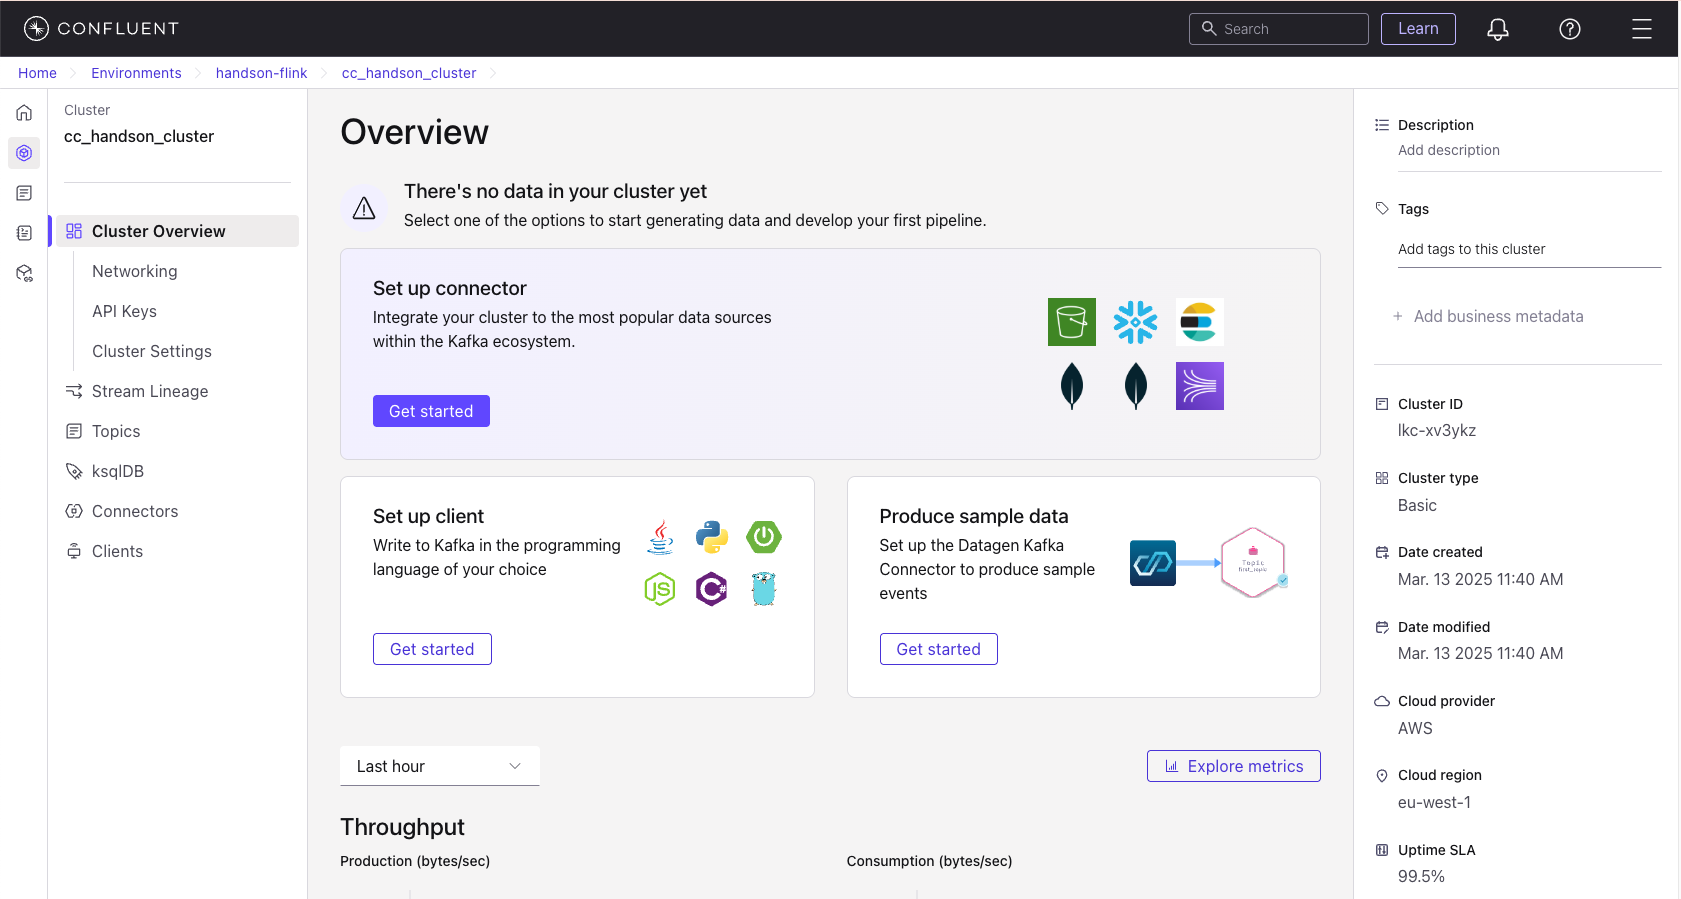 CONFLUENT
Search
Learn
Home
Environments
handson-flink
cc_handson_cluster
Cluster
cc_handson_cluster
Cluster Overview
Networking
API Keys
Cluster Settings
Stream Lineage
Topics
ksqlDB
Connectors
Clients
Overview
There's no data in your cluster yet
Select one of the options to start generating data and develop your first pipeline.
Set up connector
Integrate your cluster to the most popular data sources
within the Kafka ecosystem.
Get started
Set up client
Write to Kafka in the programming
language of your choice
JS
C#
Get started
Produce sample data
Set up the Datagen Kafka
Connector to produce sample
events
Topic
first_topic
Get started
Last hour
Explore metrics
Throughput
Production (bytes/sec)
Consumption (bytes/sec)
Description
Add description
Tags
Add tags to this cluster
+ Add business metadata
Cluster ID
lkc-xv3ykz
Cluster type
Basic
Date created
Mar. 13 2025 11:40 AM
Date modified
Mar. 13 2025 11:40 AM
Cloud provider
AWS
Cloud region
eu-west-1
Uptime SLA
99.5%